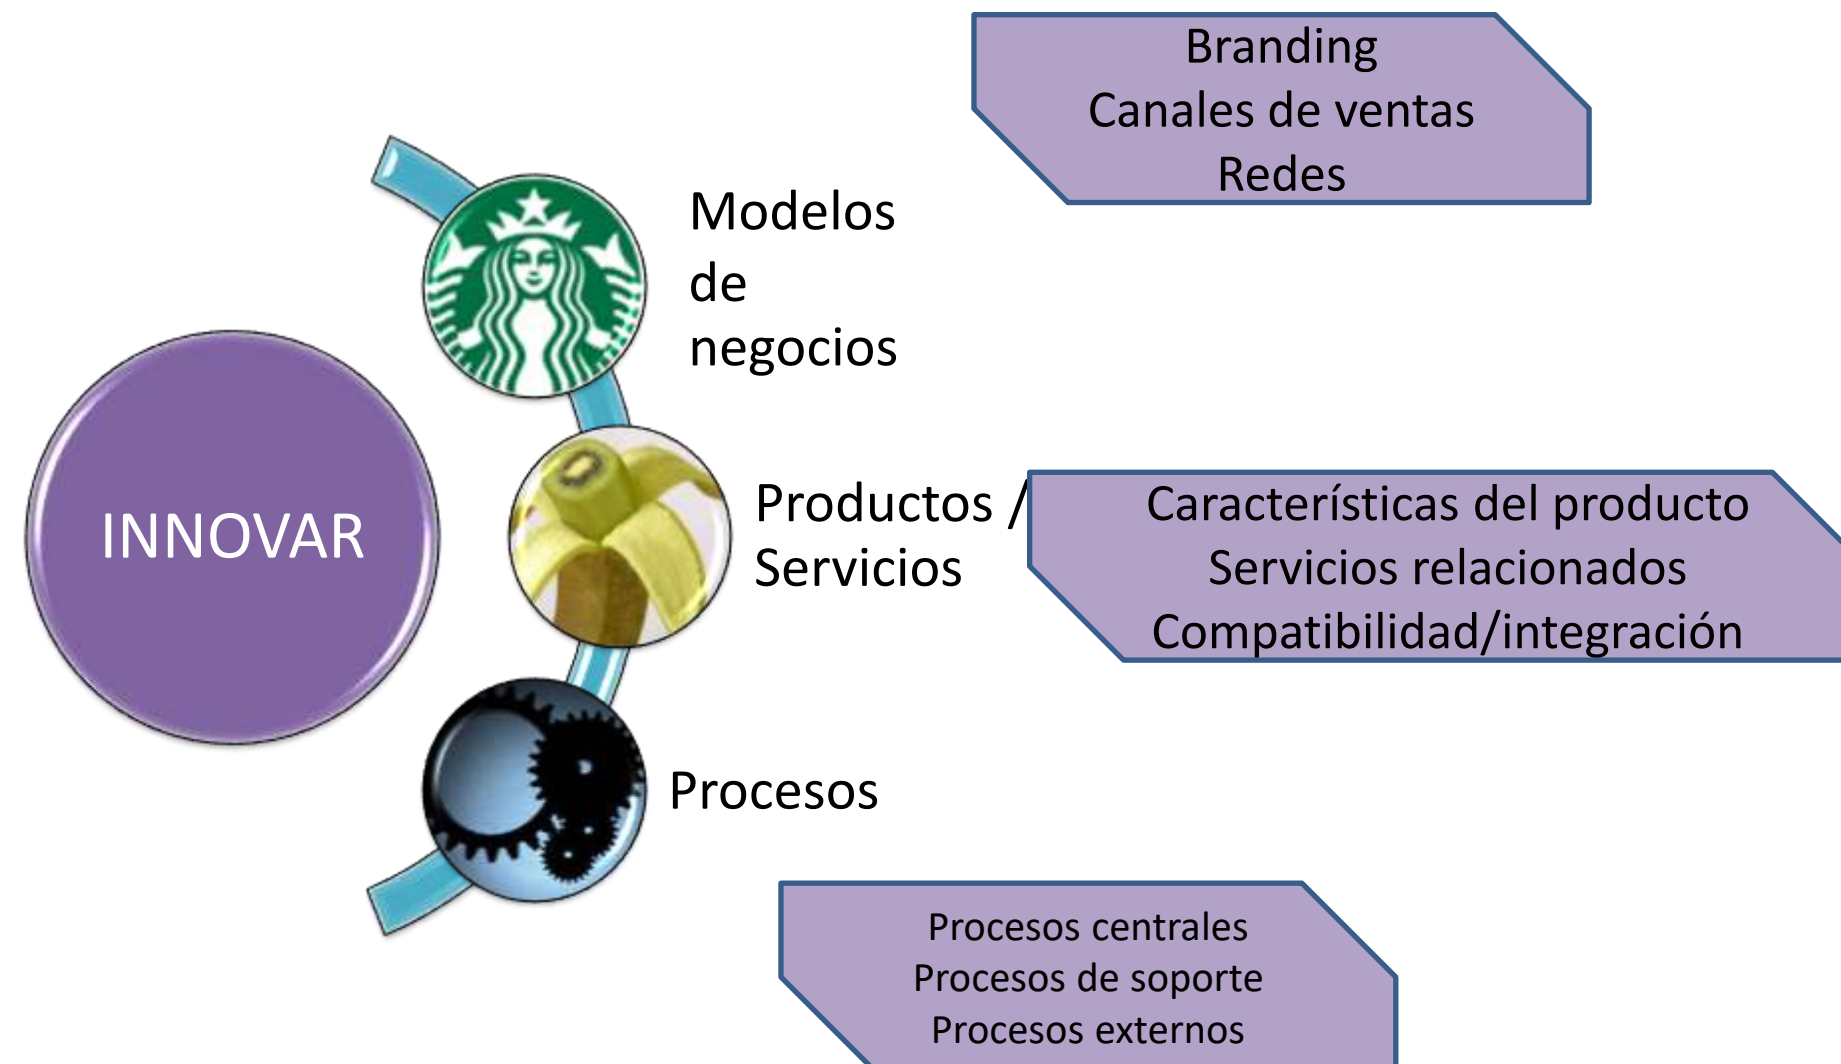 Branding
Canales de ventas
Redes
Modelos
de
negocios
INNOVAR
Productos /
Servicios
Características del producto
Servicios relacionados
Compatibilidad/integración
Procesos
Procesos centrales
Procesos de soporte
Procesos externos